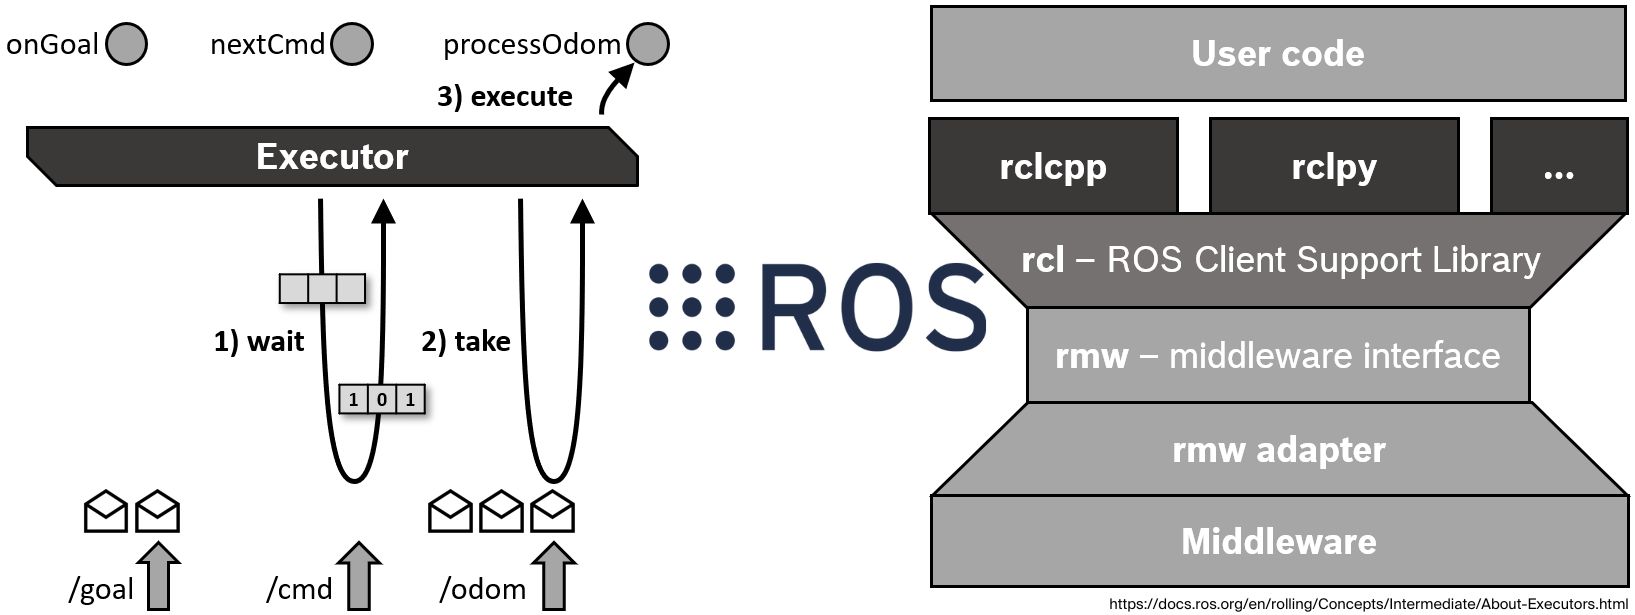 onGoal
nextCmd
processOdom
3) execute
Executor
1) wait
2) take
1 0 1
/goal
/cmd
/odom
ROS
User code
rclcpp
rclpy
...
rcl – ROS Client Support Library
rmw – middleware interface
rmw adapter
Middleware
https://docs.ros.org/en/rolling/Concepts/Intermediate/About-Executors.html